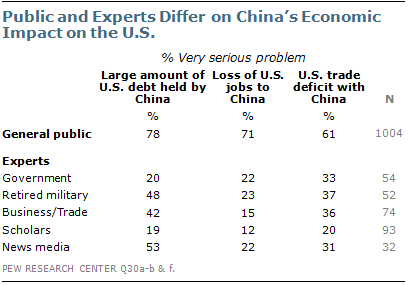 Public and Experts Differ on China's Economic
Impact on the U.S.
% Very serious problem
Large amount of U.S. debt held by China
Loss of U.S. jobs to China
U.S. trade deficit with China
N
% % %
General public 78 71 61 1004
Experts
Government 20 22 33 54
Retired military 48 23 37 52
Business/Trade 42 15 36 74
Scholars 19 12 20 93
News media 53 22 31 32
PEW RESEARCH CENTER Q30a-b & f.